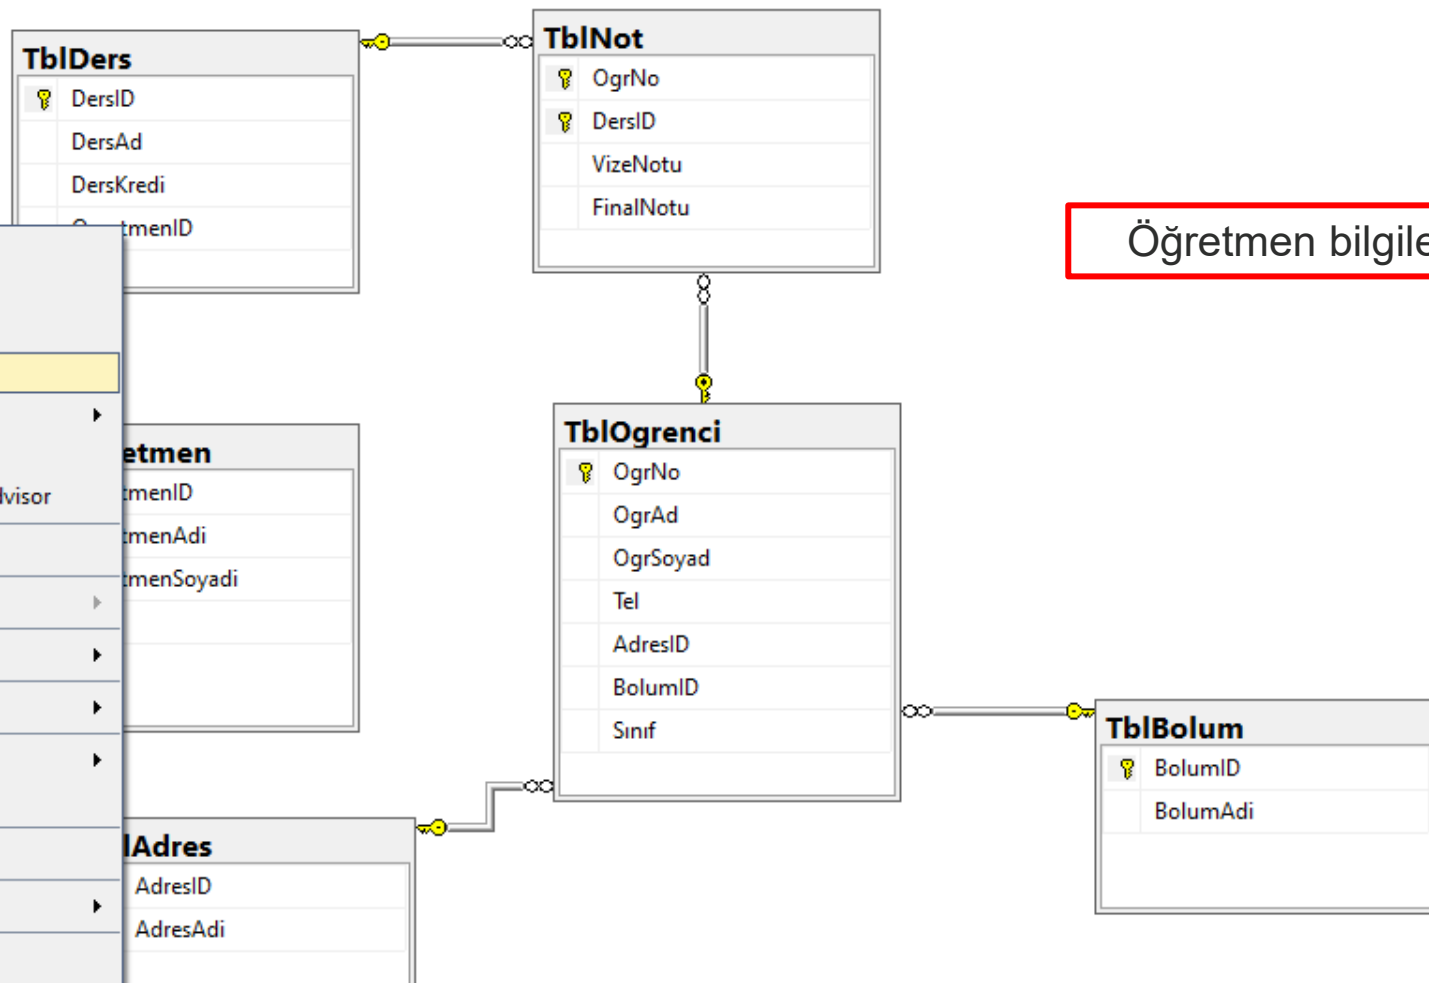 TblDers
DersID
DersAd
DersKredi
tmenID
TblNot
OgrNo
DersID
VizeNotu
FinalNotu
Öğretmen bilgile
dvisor
etmen
tmenID
tmenAdi
tmenSoyadi
TblOgrenci
OgrNo
OgrAd
OgrSoyad
Tel
AdresID
BolumID
Sınıf
TblBolum
BolumID
BolumAdi
lAdres
AdresID
AdresAdi